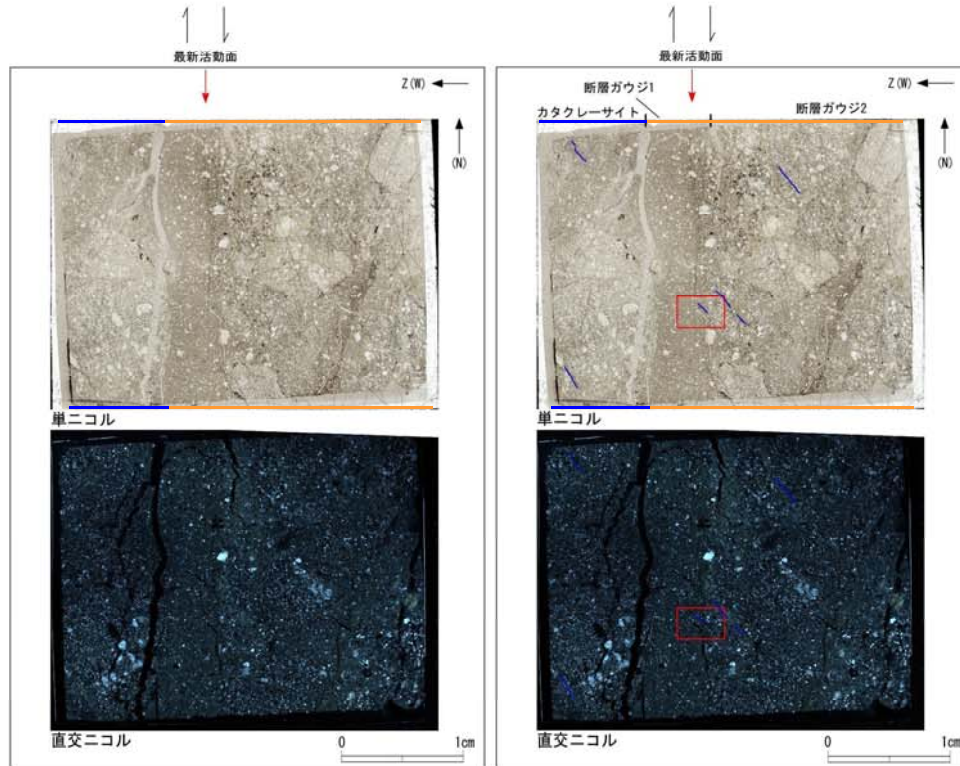 最新活動面
Z(W)
(N)
単ニコル
直交ニコル
0 1cm
最新活動面
Z(W)
断層ガウジ1
カタクレーサイト
断層ガウジ2
(N)
単ニコル
直交ニコル
0 1cm